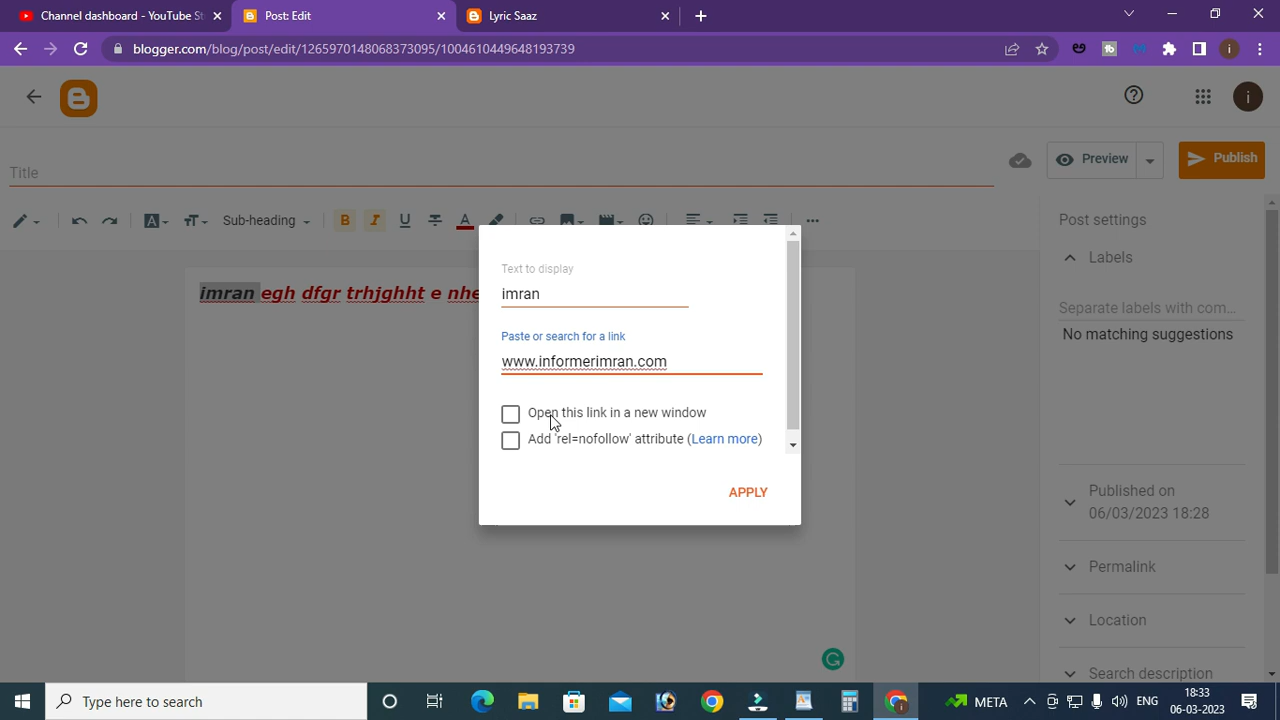 Channel dashboard - YouTube St
Post: Edit
Lyric Saaz
blogger.com/blog/post/edit/1265970148068373095/1004610449648193739
i
i
Title
Preview
Publish
Sub-heading
B
I
U
S
A
Post settings
Labels
Separate labels with com...
No matching suggestions
imran egh dfgr trhjghht e nhe
Text to display
imran
Paste or search for a link
www.informerimran.com
Open this link in a new window
Add 'rel=nofollow' attribute (Learn more)
APPLY
Published on
06/03/2023 18:28
Permalink
Location
Search description
Type here to search
META
ENG
18:33
06-03-2023